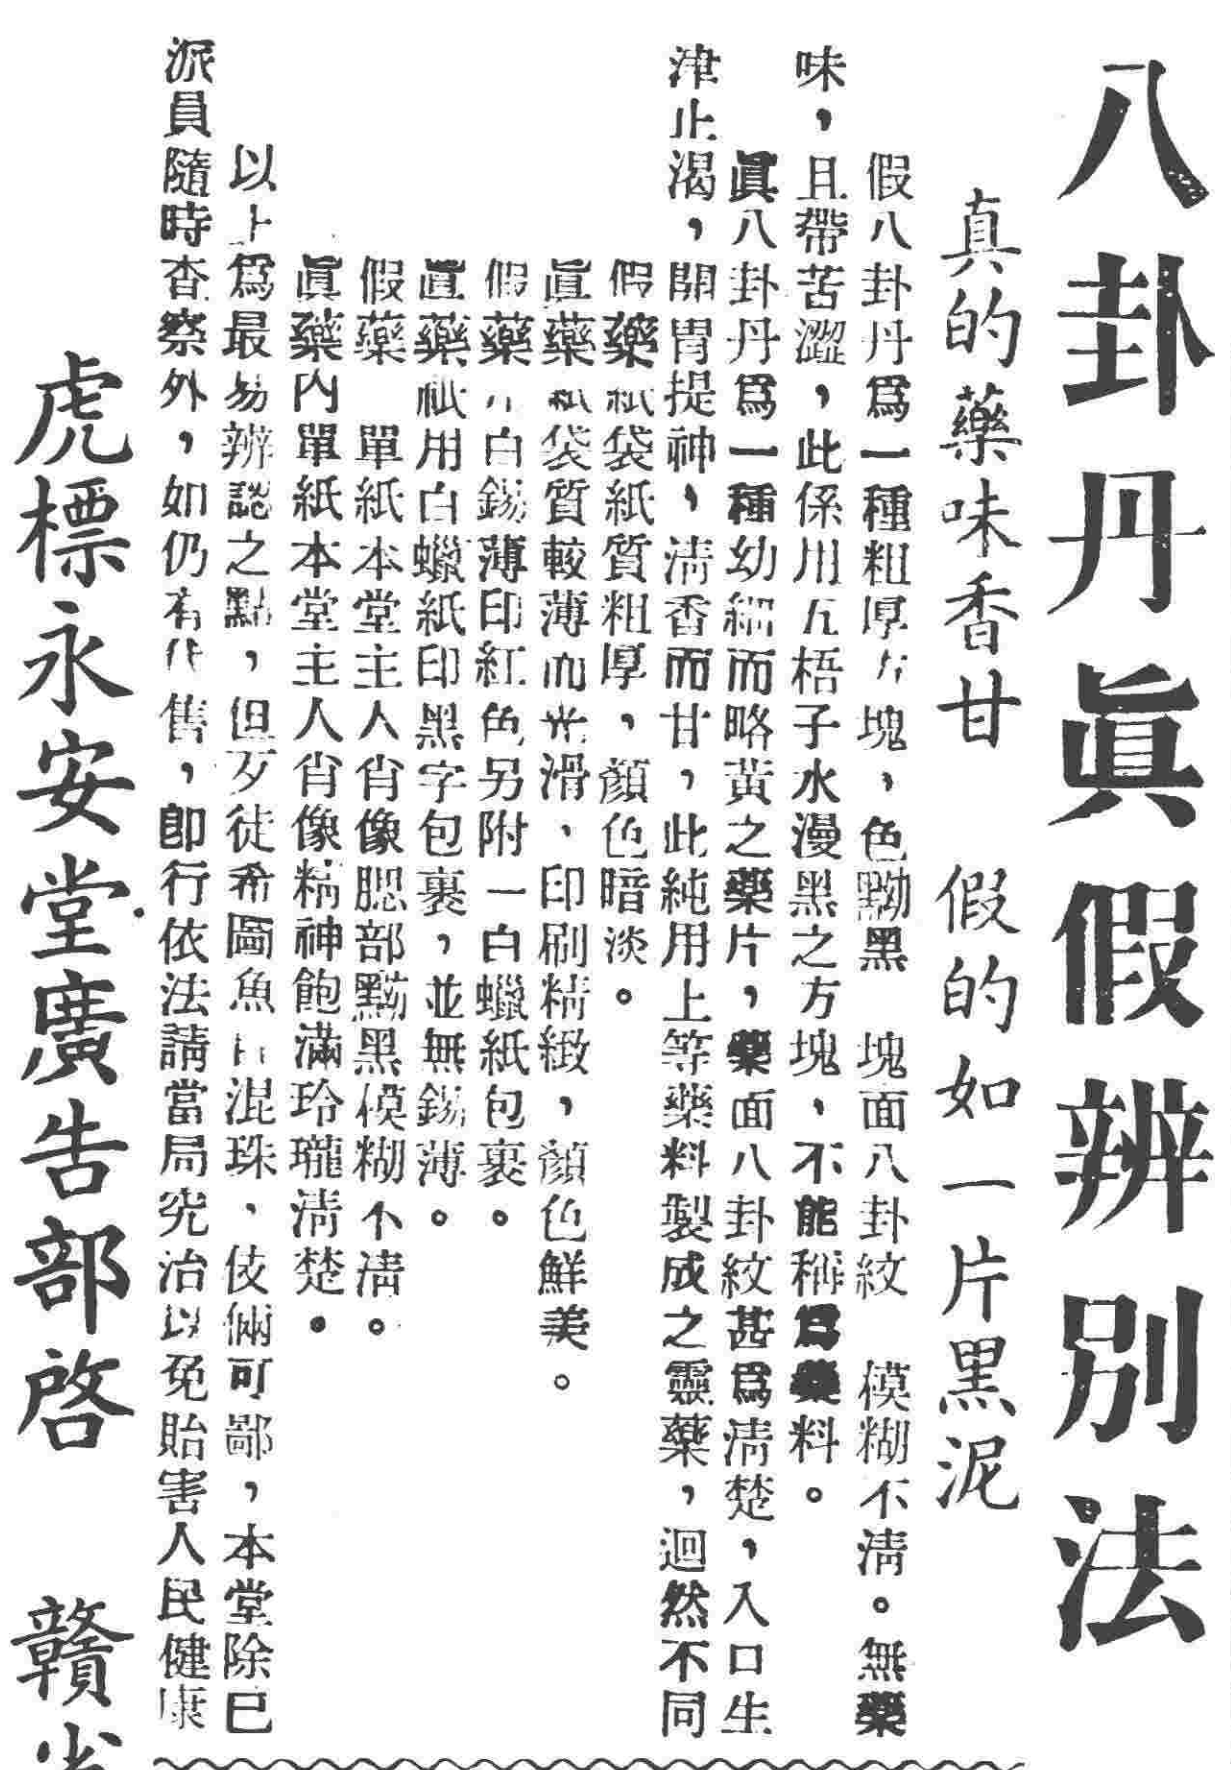 八卦丹眞假辨別法
真的藥味香甘　假的如一片黑泥
假八卦丹爲一種粗厚方塊，色黝黑　塊面八卦紋　模糊不淸。無藥
味，且帶苦澀，此係用五梧子水漫黑之方塊，不能稱爲藥料。
眞八卦丹爲一種幼細而略黃之藥片，藥面八卦紋甚爲淸楚，入口生
津止渴，開胃提神，淸香而甘，此純用上等藥料製成之靈藥，迴然不同
假藥紙袋紙質粗厚，顏色暗淡。
眞藥紙袋質較薄而光滑、印刷精緻，顏色鮮美。
假藥片白錫薄印紅色另附一白蠟紙包裹。
眞藥祇用白蠟紙印黑字包裹，並無錫薄。
假藥　單紙本堂主人肖像腮部黝黑模糊不淸。
眞藥內單紙本堂主人肖像精神飽滿玲瓏淸楚。
以上爲最易辨認之點，但歹徒希圖魚目混珠、伎倆可鄙，本堂除已
派員隨時查察外，如仍有代售，卽行依法請當局究治以免貽害人民健康
虎標永安堂廣告部啓　贛省